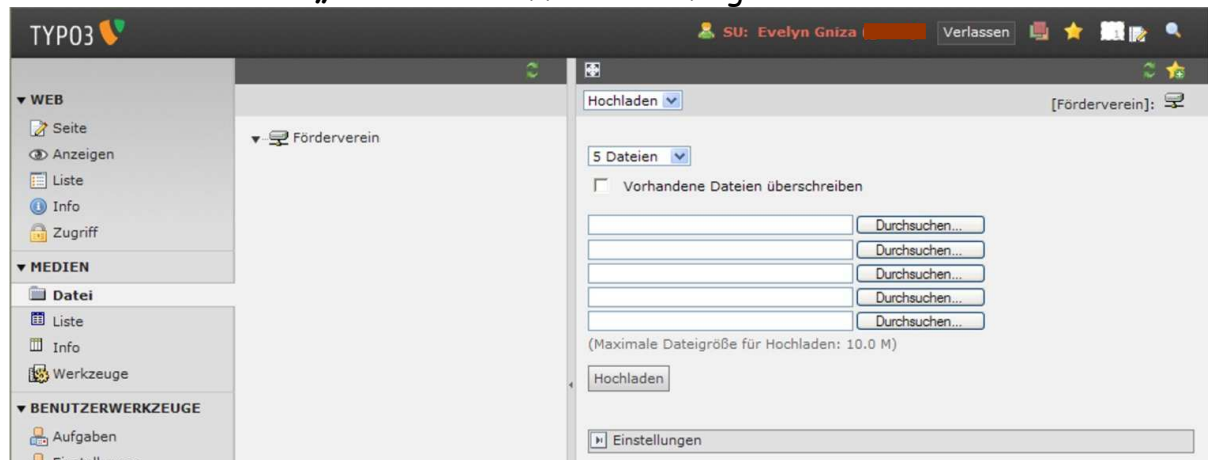 TYPO3
SU: Evelyn Gniza
Verlassen
WEB
Seite
Anzeigen
Liste
Info
Zugriff
MEDIEN
Datei
Liste
Info
Werkzeuge
BENUTZERWERKZEUGE
Aufgaben
Förderverein
Hochladen
[Förderverein]:
5 Dateien
Vorhandene Dateien überschreiben
Durchsuchen...
Durchsuchen...
Durchsuchen...
Durchsuchen...
Durchsuchen...
(Maximale Dateigröße für Hochladen: 10.0 M)
Hochladen
Einstellungen